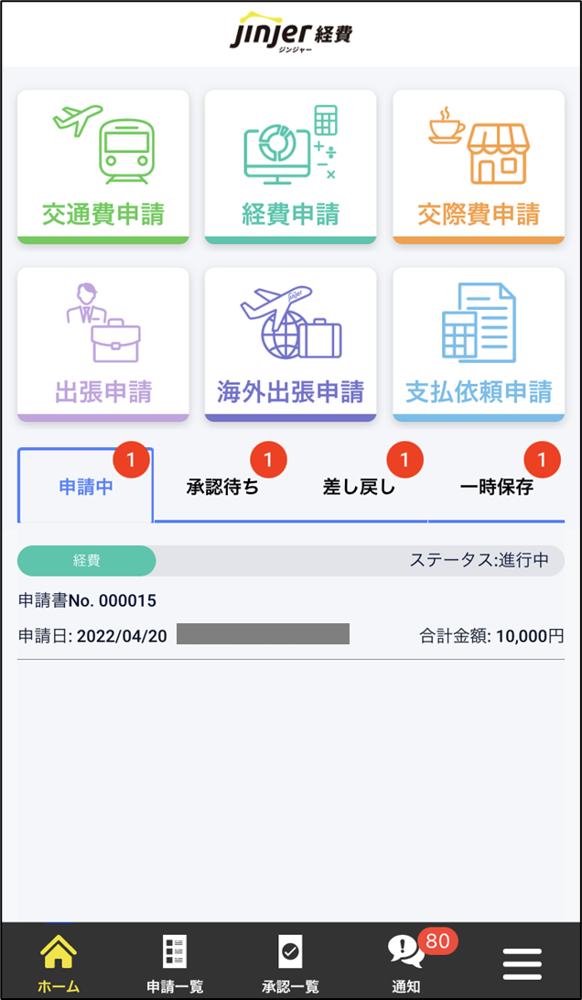 jinjer 経費
ジンジャー
交通費申請
経費申請
交際費申請
jinjer
出張申請
海外出張申請
支払依頼申請
1
1
1
1
申請中
承認待ち
差し戻し
一時保存
経費
ステータス:進行中
申請書No. 000015
申請日: 2022/04/20
合計金額: 10,000円
80
ホーム
申請一覧
承認一覧
通知